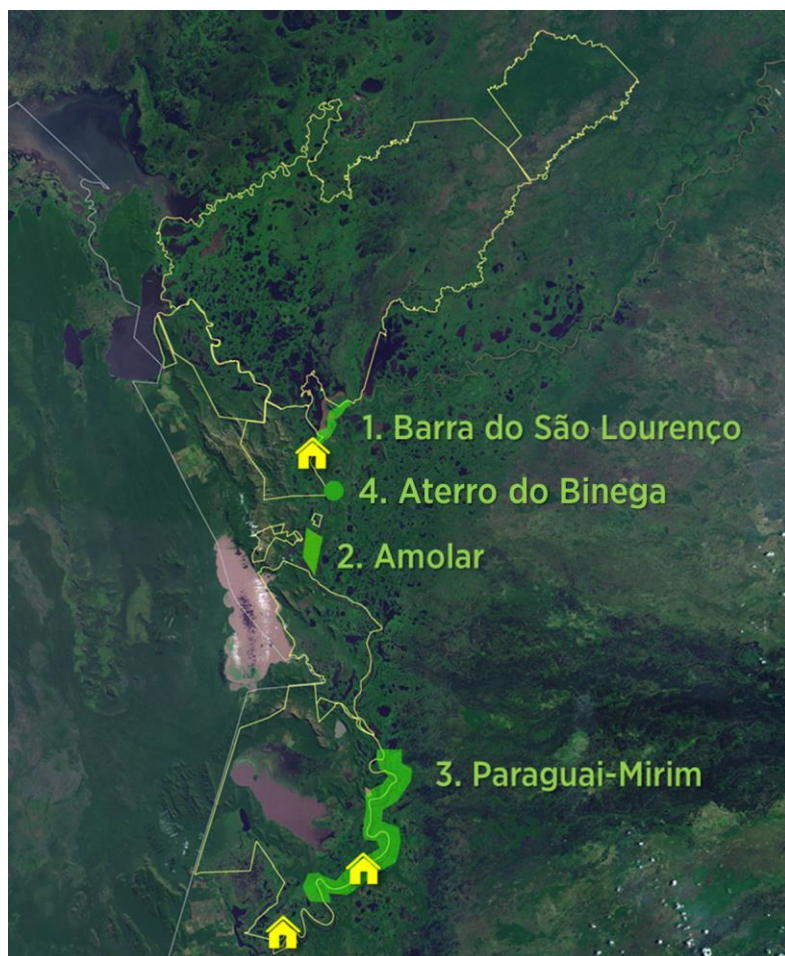 1. Barra do São Lourenço
4. Aterro do Binega
2. Amolar
3. Paraguai-Mirim